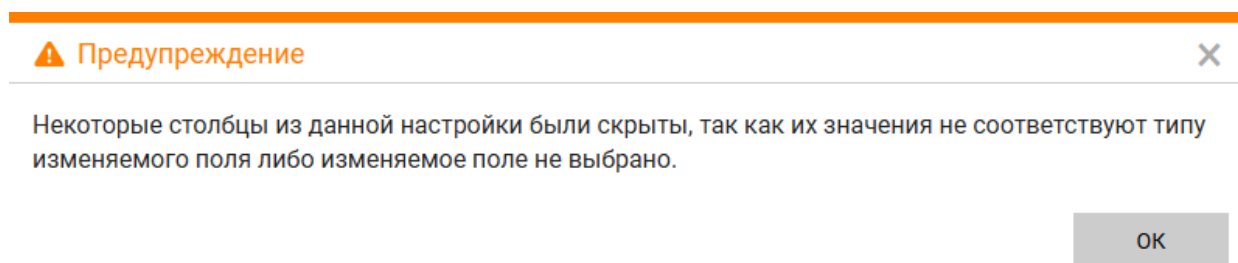 Предупреждение
Некоторые столбцы из данной настройки были скрыты, так как их значения не соответствуют типу
изменяемого поля либо изменяемое поле не выбрано.
ОК